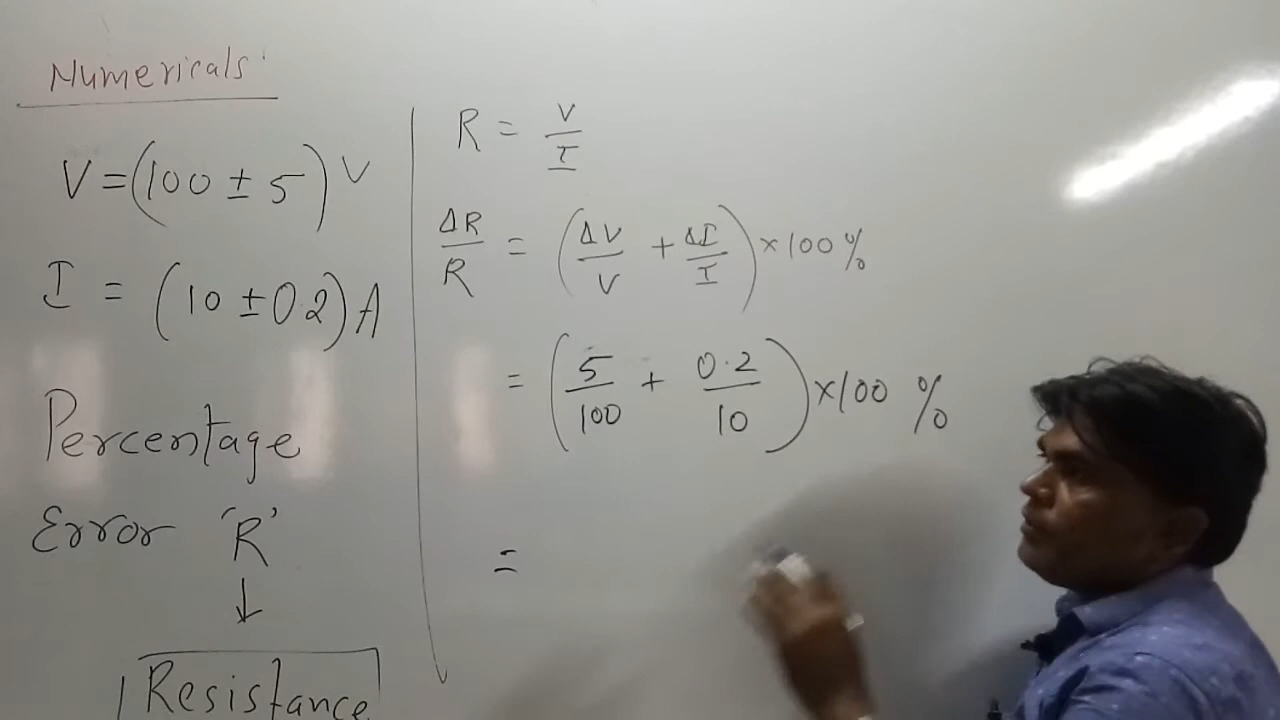 Numericals
V = (100 ± 5) V
I = (10 ± 0.2) A
Percentage
Error 'R'
↓
Resistance
R = V/I
ΔR/R = (ΔV/V + ΔI/I) × 100 %
= (5/100 + 0.2/10) × 100 %
=